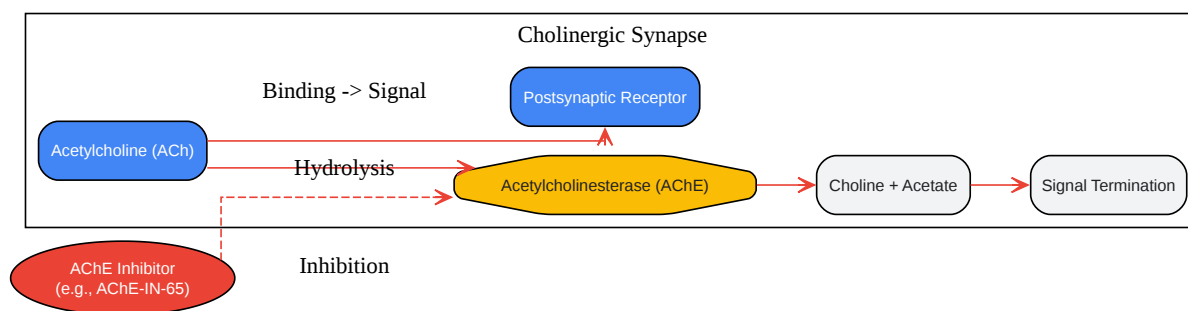 Cholinergic Synapse
Binding -> Signal
Postsynaptic Receptor
Acetylcholine (ACh)
Hydrolysis
Acetylcholinesterase (AChE)
Choline + Acetate
Signal Termination
AChE Inhibitor
(e.g., AChE-IN-65)
Inhibition